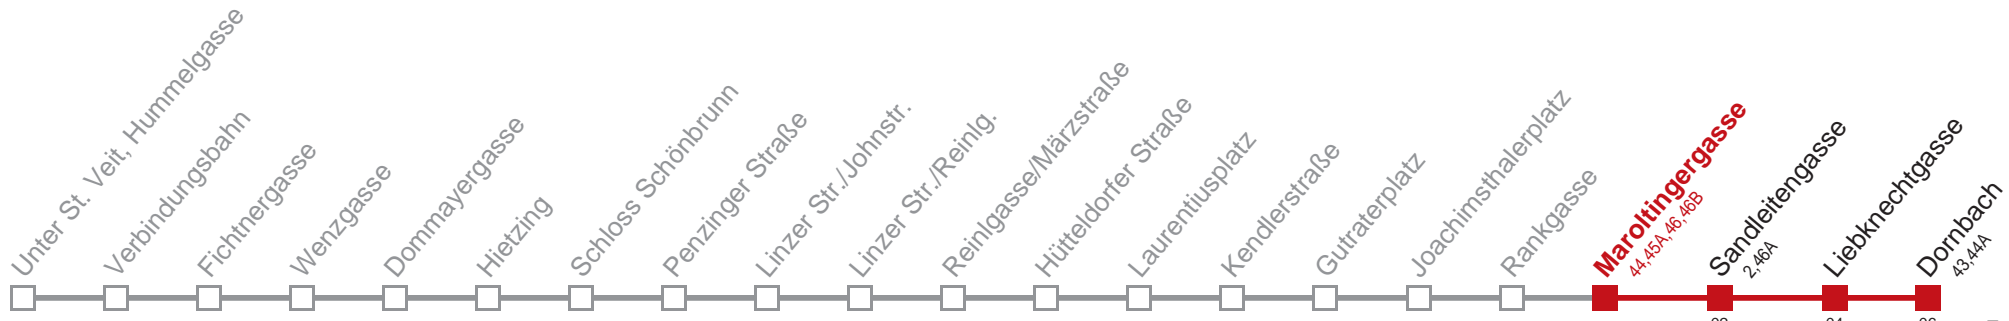 Unter St. Veit, Hummelgasse
Verbindungsbahn
Fichtnergasse
Wenzgasse
Dommayergasse
Hietzing
Schloss Schönbrunn
Penzinger Straße
Linzer Str./Johnstr.
Linzer Str./Reinlg.
Reinlgasse/Märzstraße
Hütteldorfer Straße
Laurentiusplatz
Kendlerstraße
Gutraterplatz
Joachimsthalerplatz
Rankgasse
Maroltingergasse
44,45A,46,46B
Sandleitengasse
2,46A
Liebknechtgasse
Dornbach
43,44A